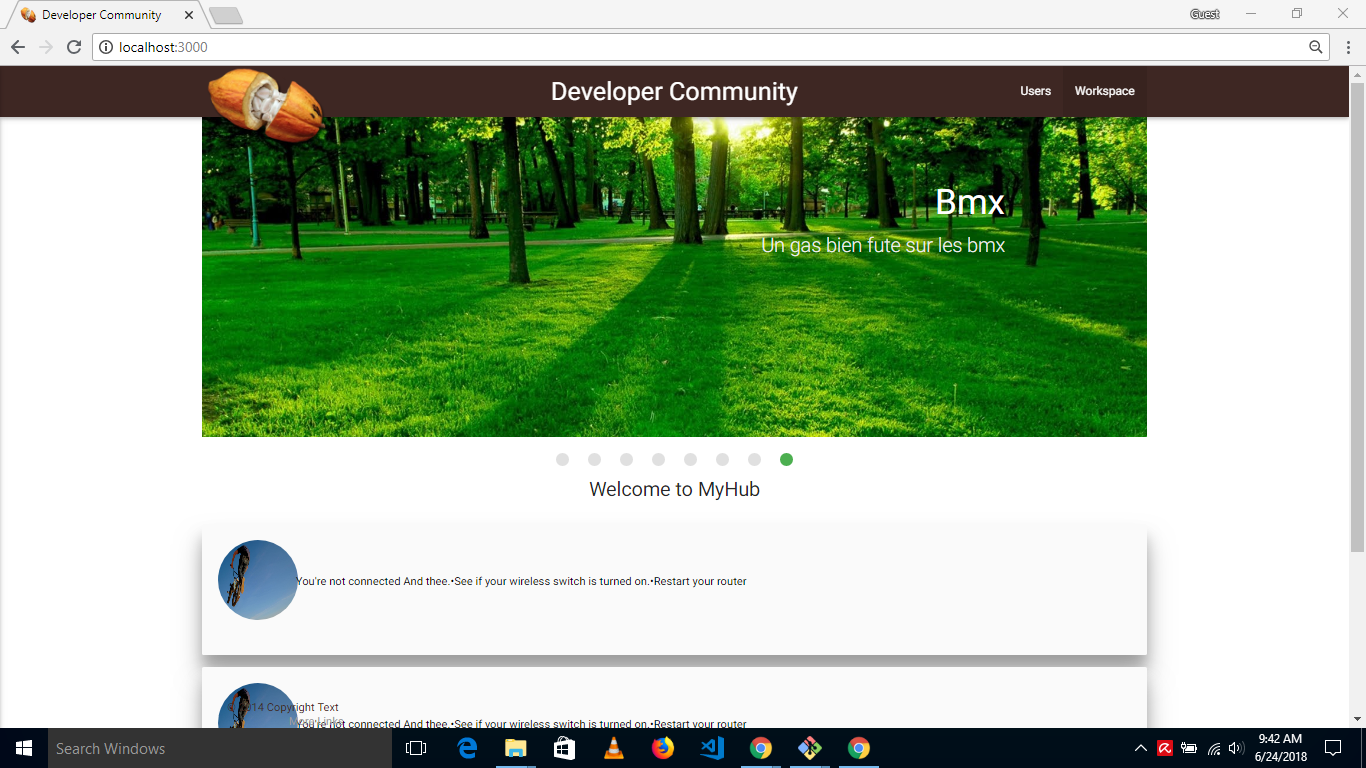 Developer Community
Guest
localhost:3000
Developer Community
Users
Workspace
Bmx
Un gas bien fute sur les bmx
Welcome to MyHub
You're not connected And thee.•See if your wireless switch is turned on.•Restart your router
© 2014 Copyright Text
More Links
You're not connected And thee.•See if your wireless switch is turned on.•Restart your router
Search Windows
9:42 AM
6/24/2018